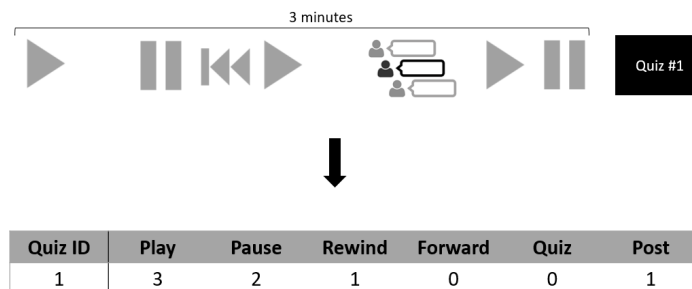 3 minutes
Quiz #1
Quiz ID Play Pause Rewind Forward Quiz Post
1 3 2 1 0 0 1